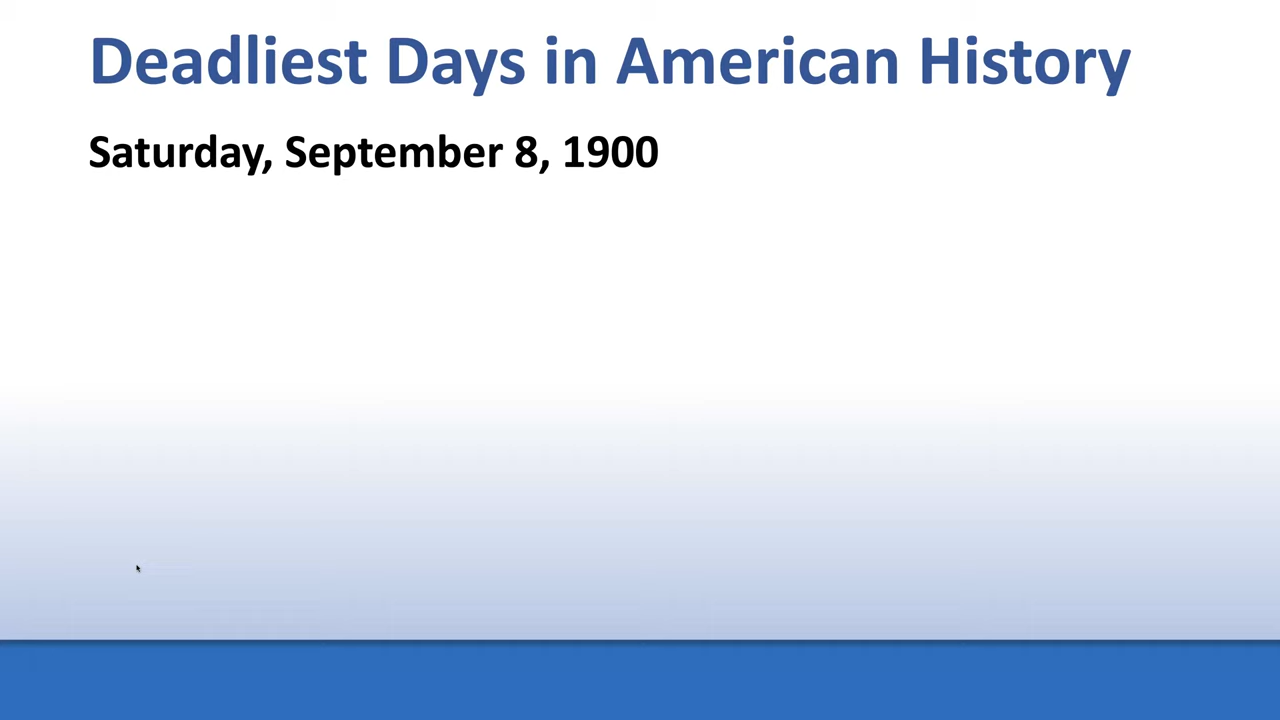 Deadliest Days in American History
Saturday, September 8, 1900